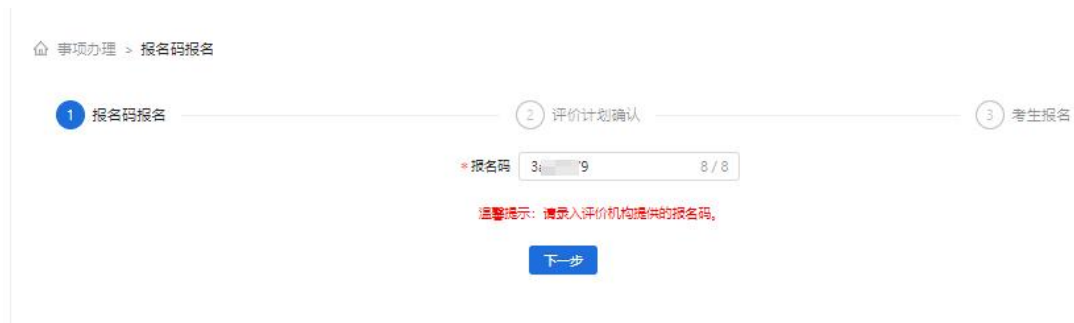 事项办理 > 报名码报名
1 报名码报名 2 评价计划确认 3 考生报名
*报名码 3 9 8/8
温馨提示：请录入评价机构提供的报名码。
下一步